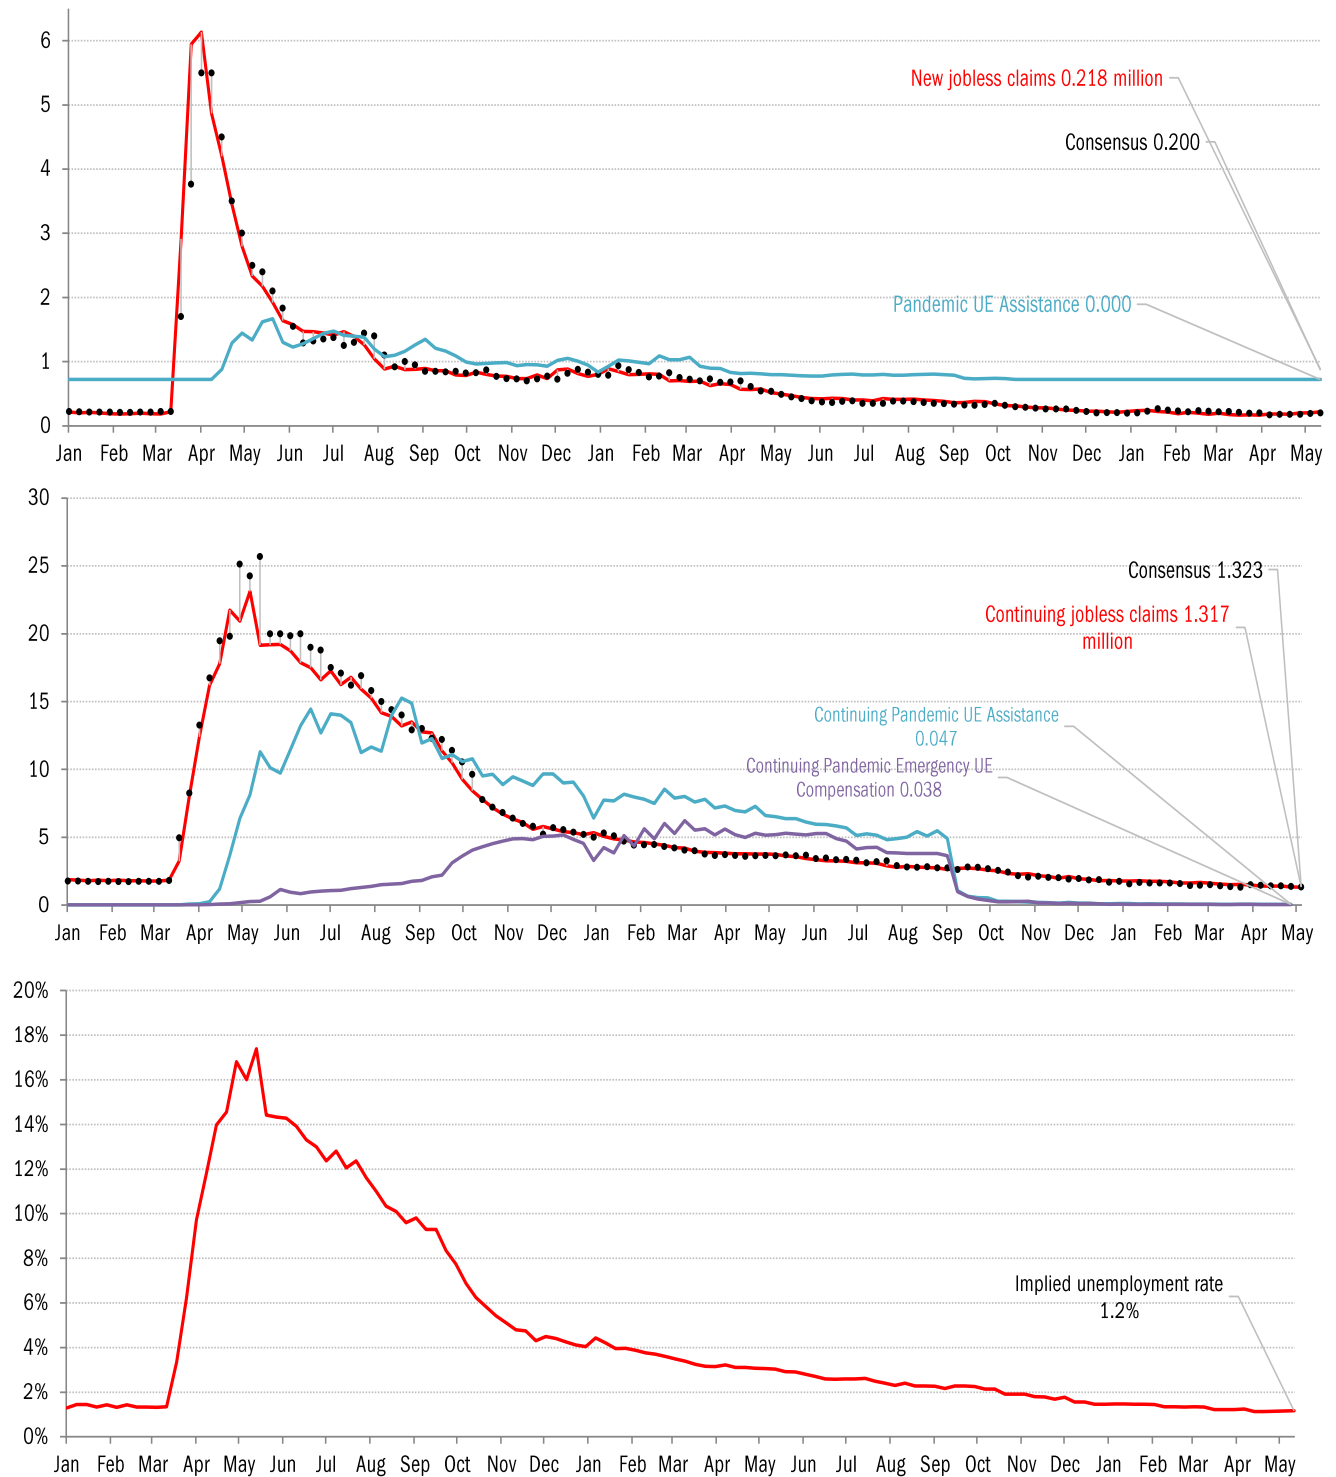 6
5
4
3
2
1
0
New jobless claims 0.218 million
Consensus 0.200
Pandemic UE Assistance 0.000
Jan Feb Mar Apr May Jun Jul Aug Sep Oct Nov Dec Jan Feb Mar Apr May Jun Jul Aug Sep Oct Nov Dec Jan Feb Mar Apr May
30
25
20
15
10
5
0
Consensus 1.323
Continuing jobless claims 1.317
million
Continuing Pandemic UE Assistance
0.047
Continuing Pandemic Emergency UE
Compensation 0.038
Jan Feb Mar Apr May Jun Jul Aug Sep Oct Nov Dec Jan Feb Mar Apr May Jun Jul Aug Sep Oct Nov Dec Jan Feb Mar Apr May
20%
18%
16%
14%
12%
10%
8%
6%
4%
2%
0%
Implied unemployment rate
1.2%
Jan Feb Mar Apr May Jun Jul Aug Sep Oct Nov Dec Jan Feb Mar Apr May Jun Jul Aug Sep Oct Nov Dec Jan Feb Mar Apr May